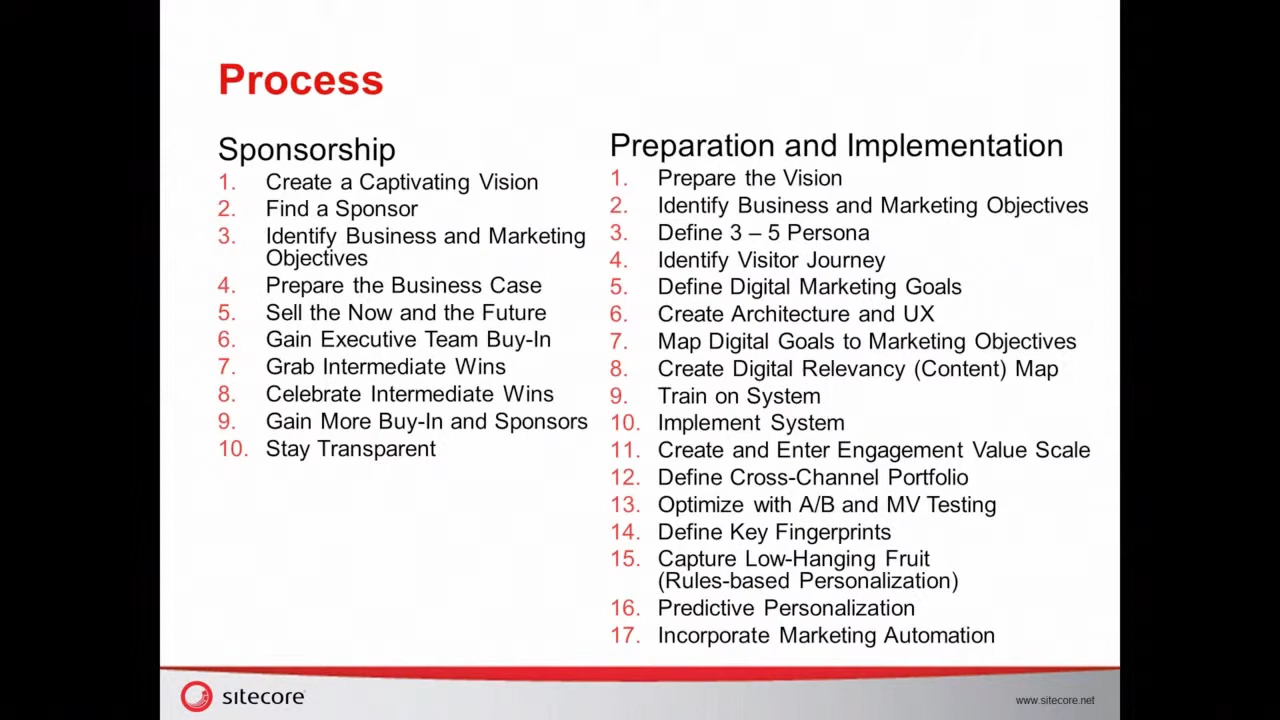 Process
Sponsorship
1. Create a Captivating Vision
2. Find a Sponsor
3. Identify Business and Marketing
Objectives
4. Prepare the Business Case
5. Sell the Now and the Future
6. Gain Executive Team Buy-In
7. Grab Intermediate Wins
8. Celebrate Intermediate Wins
9. Gain More Buy-In and Sponsors
10. Stay Transparent
Preparation and Implementation
1. Prepare the Vision
2. Identify Business and Marketing Objectives
3. Define 3 – 5 Persona
4. Identify Visitor Journey
5. Define Digital Marketing Goals
6. Create Architecture and UX
7. Map Digital Goals to Marketing Objectives
8. Create Digital Relevancy (Content) Map
9. Train on System
10. Implement System
11. Create and Enter Engagement Value Scale
12. Define Cross-Channel Portfolio
13. Optimize with A/B and MV Testing
14. Define Key Fingerprints
15. Capture Low-Hanging Fruit
(Rules-based Personalization)
16. Predictive Personalization
17. Incorporate Marketing Automation
sitecore
www.sitecore.net